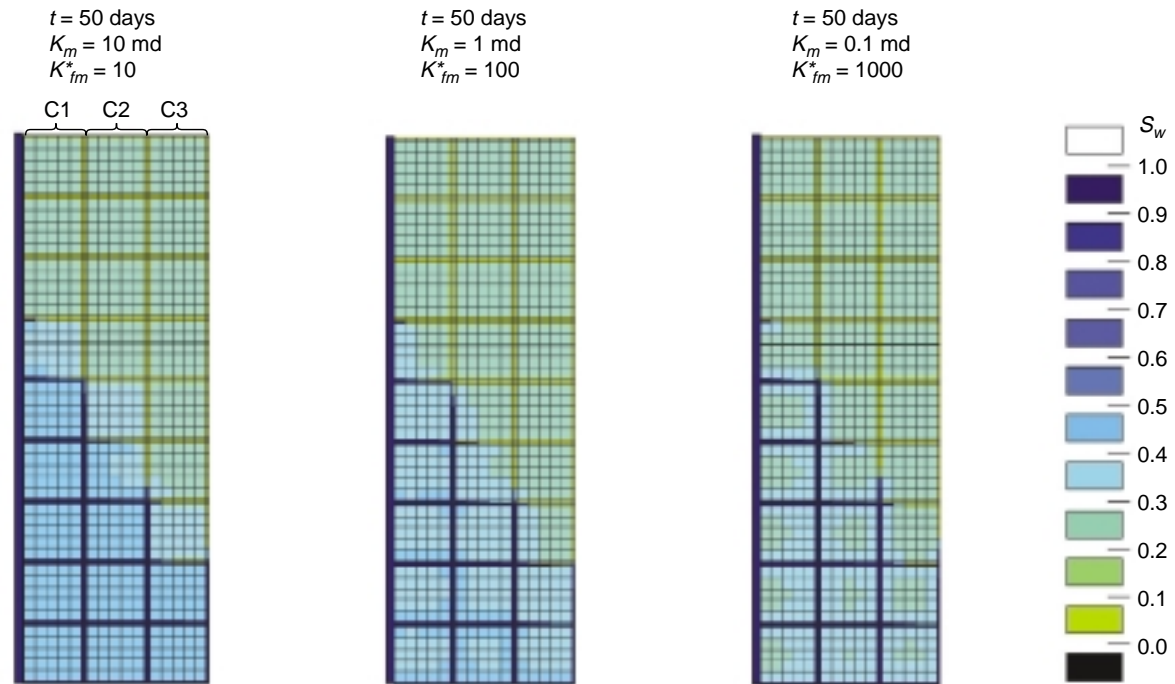 t = 50 days
K_m = 10 md
K*_fm = 10
t = 50 days
K_m = 1 md
K*_fm = 100
t = 50 days
K_m = 0.1 md
K*_fm = 1000
C1 C2 C3
S_w
1.0
0.9
0.8
0.7
0.6
0.5
0.4
0.3
0.2
0.1
0.0